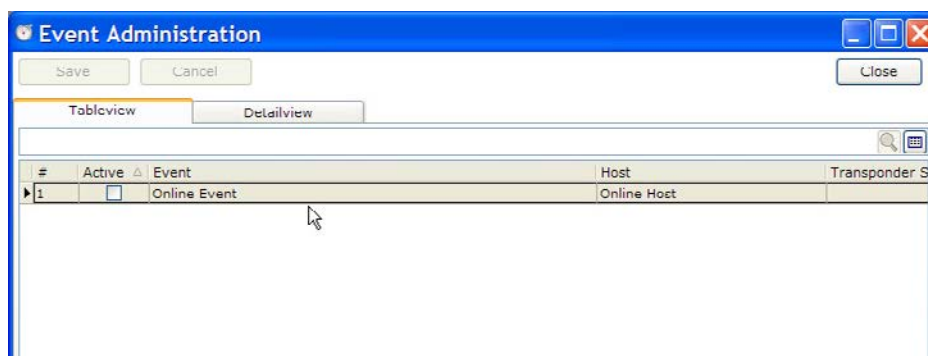 Event Administration
Save Cancel Close
Tableview Detailview
# Active Event Host Transponder S
1 Online Event Online Host